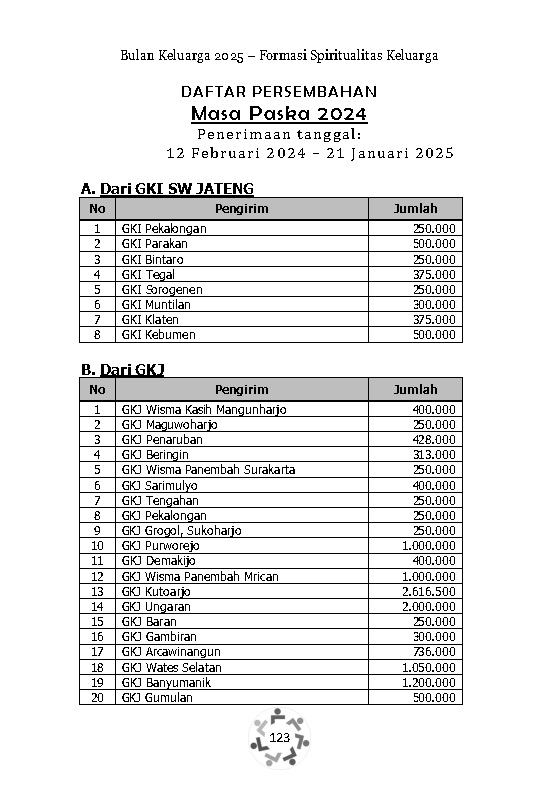 Bulan Keluarga 2025 – Formasi Spiritualitas Keluarga
DAFTAR PERSEMBAHAN
Masa Paska 2024
Penerimaan tanggal:
12 Februari 2024 – 21 Januari 2025
A. Dari GKI SW JATENG
No Pengirim Jumlah
1 GKI Pekalongan 250.000
2 GKI Parakan 500.000
3 GKI Bintaro 250.000
4 GKI Tegal 375.000
5 GKI Sorogenen 250.000
6 GKI Muntilan 300.000
7 GKI Klaten 375.000
8 GKI Kebumen 500.000
B. Dari GKJ
No Pengirim Jumlah
1 GKJ Wisma Kasih Mangunharjo 400.000
2 GKJ Maguwoharjo 250.000
3 GKJ Penaruban 428.000
4 GKJ Beringin 313.000
5 GKJ Wisma Panembah Surakarta 250.000
6 GKJ Sarimulyo 400.000
7 GKJ Tengahan 250.000
8 GKJ Pekalongan 250.000
9 GKJ Grogol, Sukoharjo 250.000
10 GKJ Purworejo 1.000.000
11 GKJ Demakijo 400.000
12 GKJ Wisma Panembah Mrican 1.000.000
13 GKJ Kutoarjo 2.616.500
14 GKJ Ungaran 2.000.000
15 GKJ Baran 250.000
16 GKJ Gambiran 300.000
17 GKJ Arcawinangun 736.000
18 GKJ Wates Selatan 1.050.000
19 GKJ Banyumanik 1.200.000
20 GKJ Gumulan 500.000
123